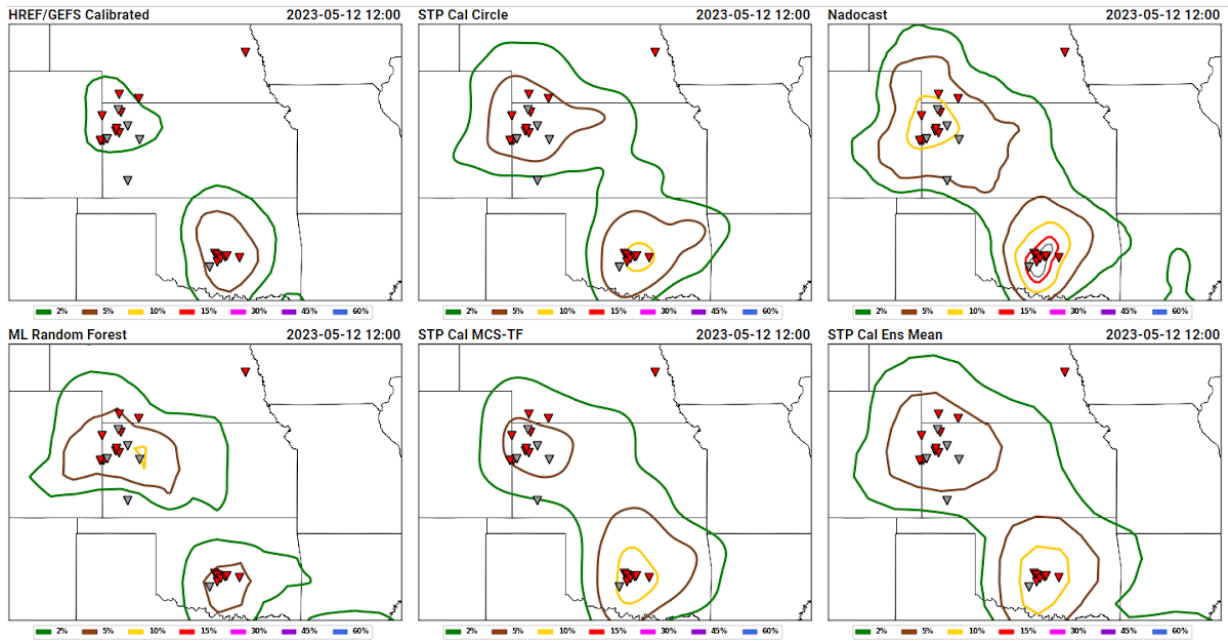 HREF/GEFS Calibrated 2023-05-12 12:00
STP Cal Circle 2023-05-12 12:00
Nadocast 2023-05-12 12:00
2% 5% 10% 15% 30% 45% 60%
2% 5% 10% 15% 30% 45% 60%
2% 5% 10% 15% 30% 45% 60%
ML Random Forest 2023-05-12 12:00
STP Cal MCS-TF 2023-05-12 12:00
STP Cal Ens Mean 2023-05-12 12:00
2% 5% 10% 15% 30% 45% 60%
2% 5% 10% 15% 30% 45% 60%
2% 5% 10% 15% 30% 45% 60%